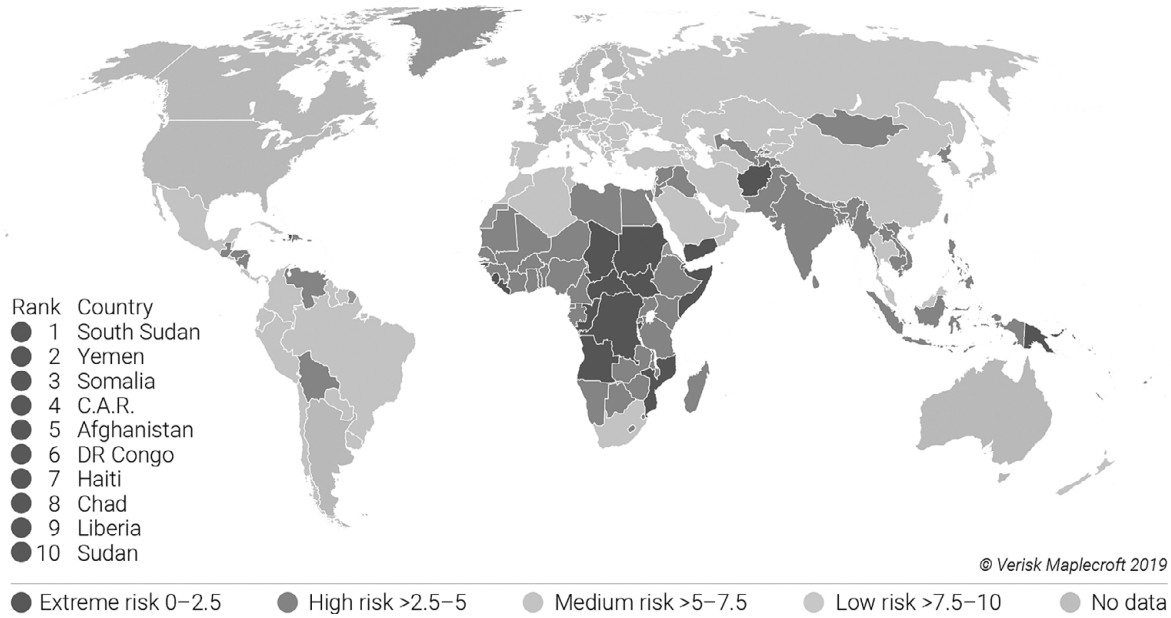 Rank Country
1 South Sudan
2 Yemen
3 Somalia
4 C.A.R.
5 Afghanistan
6 DR Congo
7 Haiti
8 Chad
9 Liberia
10 Sudan
© Verisk Maplecroft 2019
Extreme risk 0–2.5 High risk >2.5–5 Medium risk >5–7.5 Low risk >7.5–10 No data